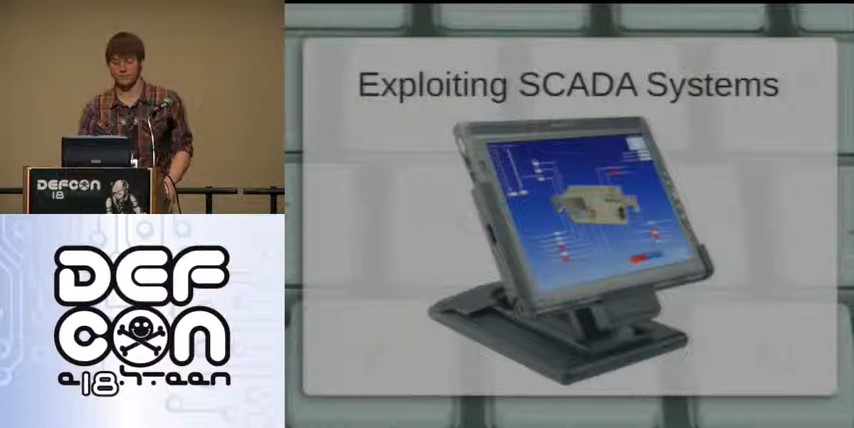 Exploiting SCADA Systems
DEFCON
18
DEF
CON
e18hteen